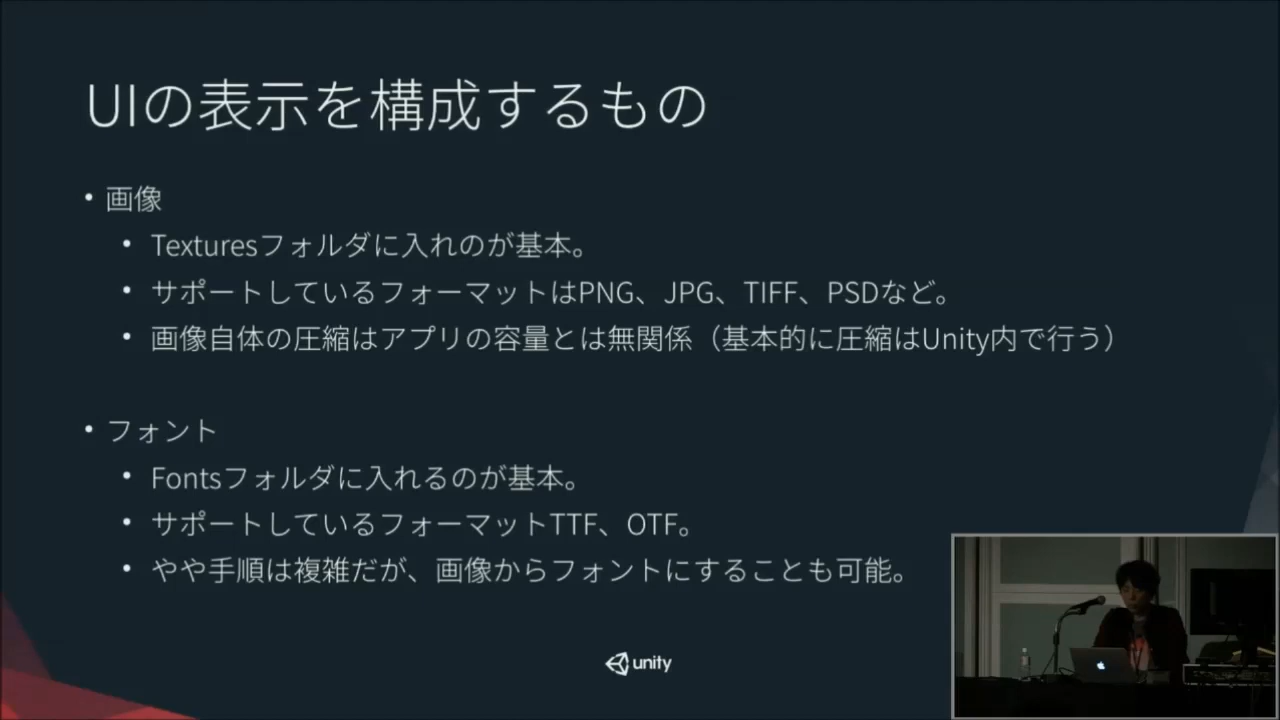 UIの表示を構成するもの
• 画像
• Texturesフォルダに入れのが基本。
• サポートしているフォーマットはPNG、JPG、TIFF、PSDなど。
• 画像自体の圧縮はアプリの容量とは無関係（基本的に圧縮はUnity内で行う）
• フォント
• Fontsフォルダに入れるのが基本。
• サポートしているフォーマットTTF、OTF。
• やや手順は複雑だが、画像からフォントにすることも可能。
unity